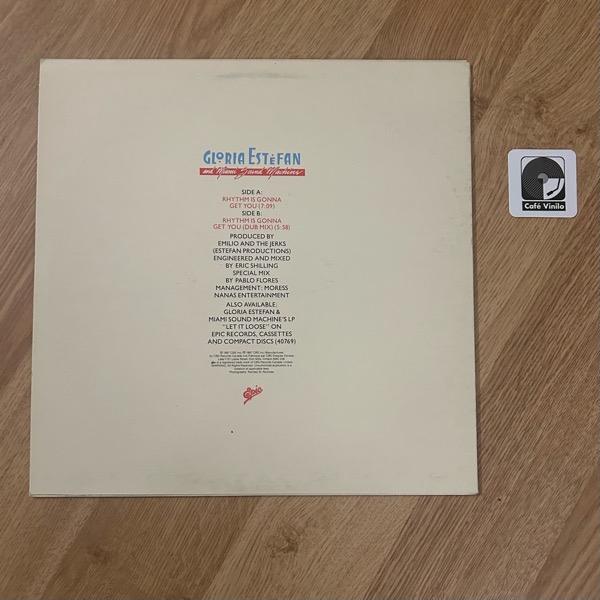 GLORIA ESTEFAN
and Miami Sound Machine
SIDE A:
RHYTHM IS GONNA
GET YOU (7:09)
SIDE B:
RHYTHM IS GONNA
GET YOU (DUB MIX) (5:58)
PRODUCED BY
EMILIO AND THE JERKS
(ESTEFAN PRODUCTIONS)
ENGINEERED AND MIXED
BY ERIC SHILLING
SPECIAL MIX
BY PABLO FLORES
MANAGEMENT: MORESS
NANAS ENTERTAINMENT
ALSO AVAILABLE:
GLORIA ESTEFAN &
MIAMI SOUND MACHINE'S LP
"LET IT LOOSE" ON
EPIC RECORDS, CASSETTES
AND COMPACT DISCS (40769)
Epic
Café Vinilo